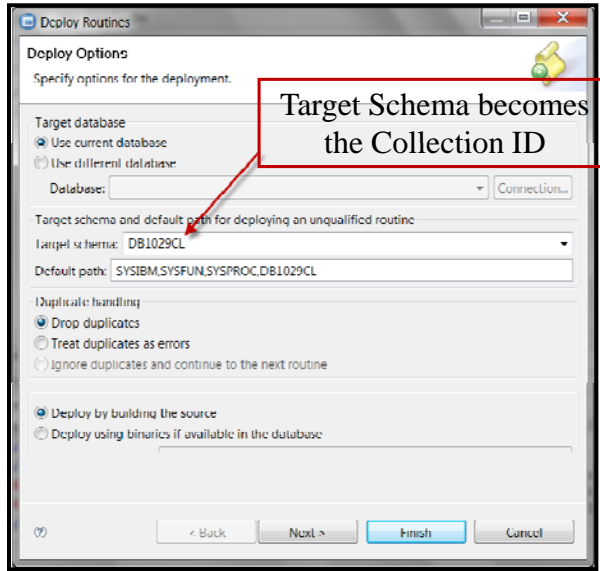 Deploy Routines
Deploy Options
Specify options for the deployment.
Target Schema becomes
the Collection ID
Target database
Use current database
Use different database
Database:
Connection...
Target schema and default path for deploying an unqualified routine
Target schema: DB1029CL
Default path: SYSIBM,SYSFUN,SYSPROC,DB1029CL
Duplicate handling
Drop duplicates
Treat duplicates as errors
Ignore duplicates and continue to the next routine
Deploy by building the source
Deploy using binaries if available in the database
< Back Next > Finish Cancel